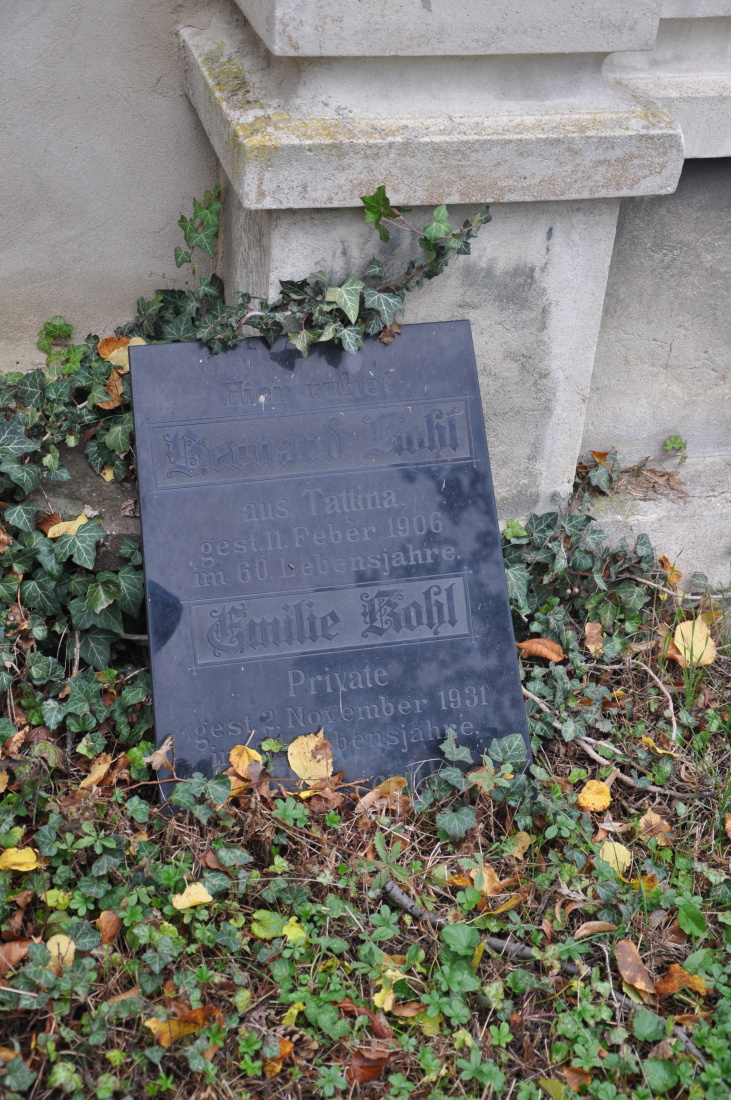 Hier ruhet
Bernard Kohl
aus Tattina,
gest. 11. Feber 1906
im 60. Lebensjahre.
Emilie Kohl
Private
gest. 2. November 1931
Lebensjahre.